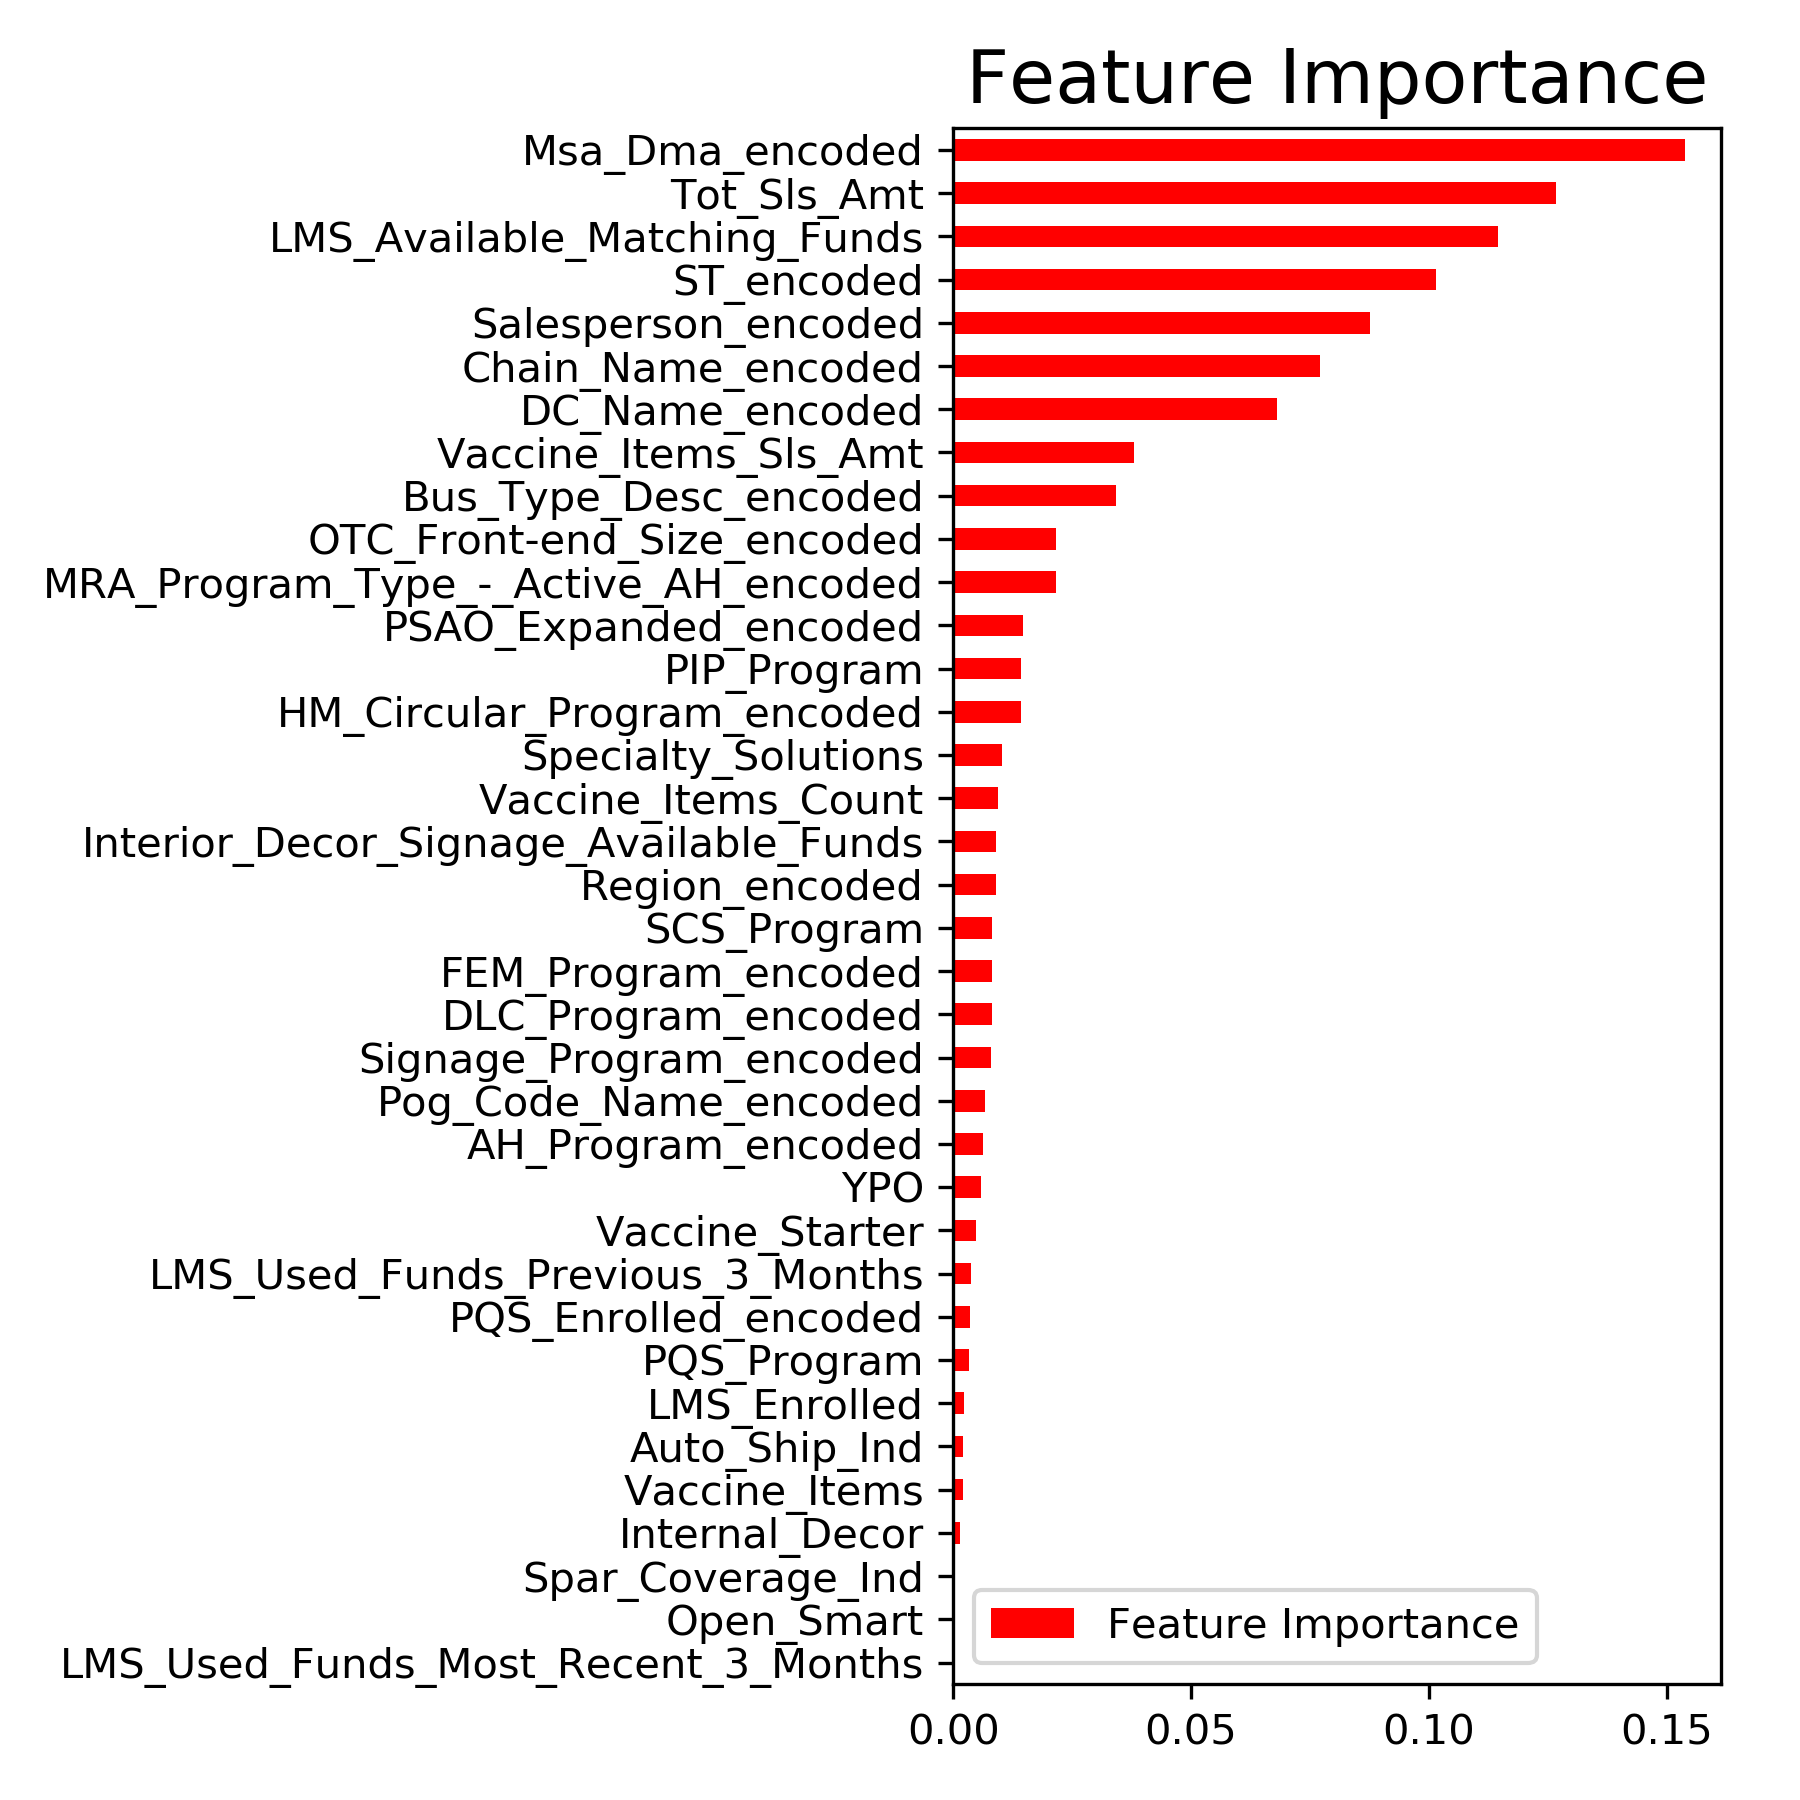 Feature Importance
Msa_Dma_encoded
Tot_Sls_Amt
LMS_Available_Matching_Funds
ST_encoded
Salesperson_encoded
Chain_Name_encoded
DC_Name_encoded
Vaccine_Items_Sls_Amt
Bus_Type_Desc_encoded
OTC_Front-end_Size_encoded
MRA_Program_Type_-_Active_AH_encoded
PSAO_Expanded_encoded
PIP_Program
HM_Circular_Program_encoded
Specialty_Solutions
Vaccine_Items_Count
Interior_Decor_Signage_Available_Funds
Region_encoded
SCS_Program
FEM_Program_encoded
DLC_Program_encoded
Signage_Program_encoded
Pog_Code_Name_encoded
AH_Program_encoded
YPO
Vaccine_Starter
LMS_Used_Funds_Previous_3_Months
PQS_Enrolled_encoded
PQS_Program
LMS_Enrolled
Auto_Ship_Ind
Vaccine_Items
Internal_Decor
Spar_Coverage_Ind
Open_Smart
LMS_Used_Funds_Most_Recent_3_Months
Feature Importance
0.00 0.05 0.10 0.15